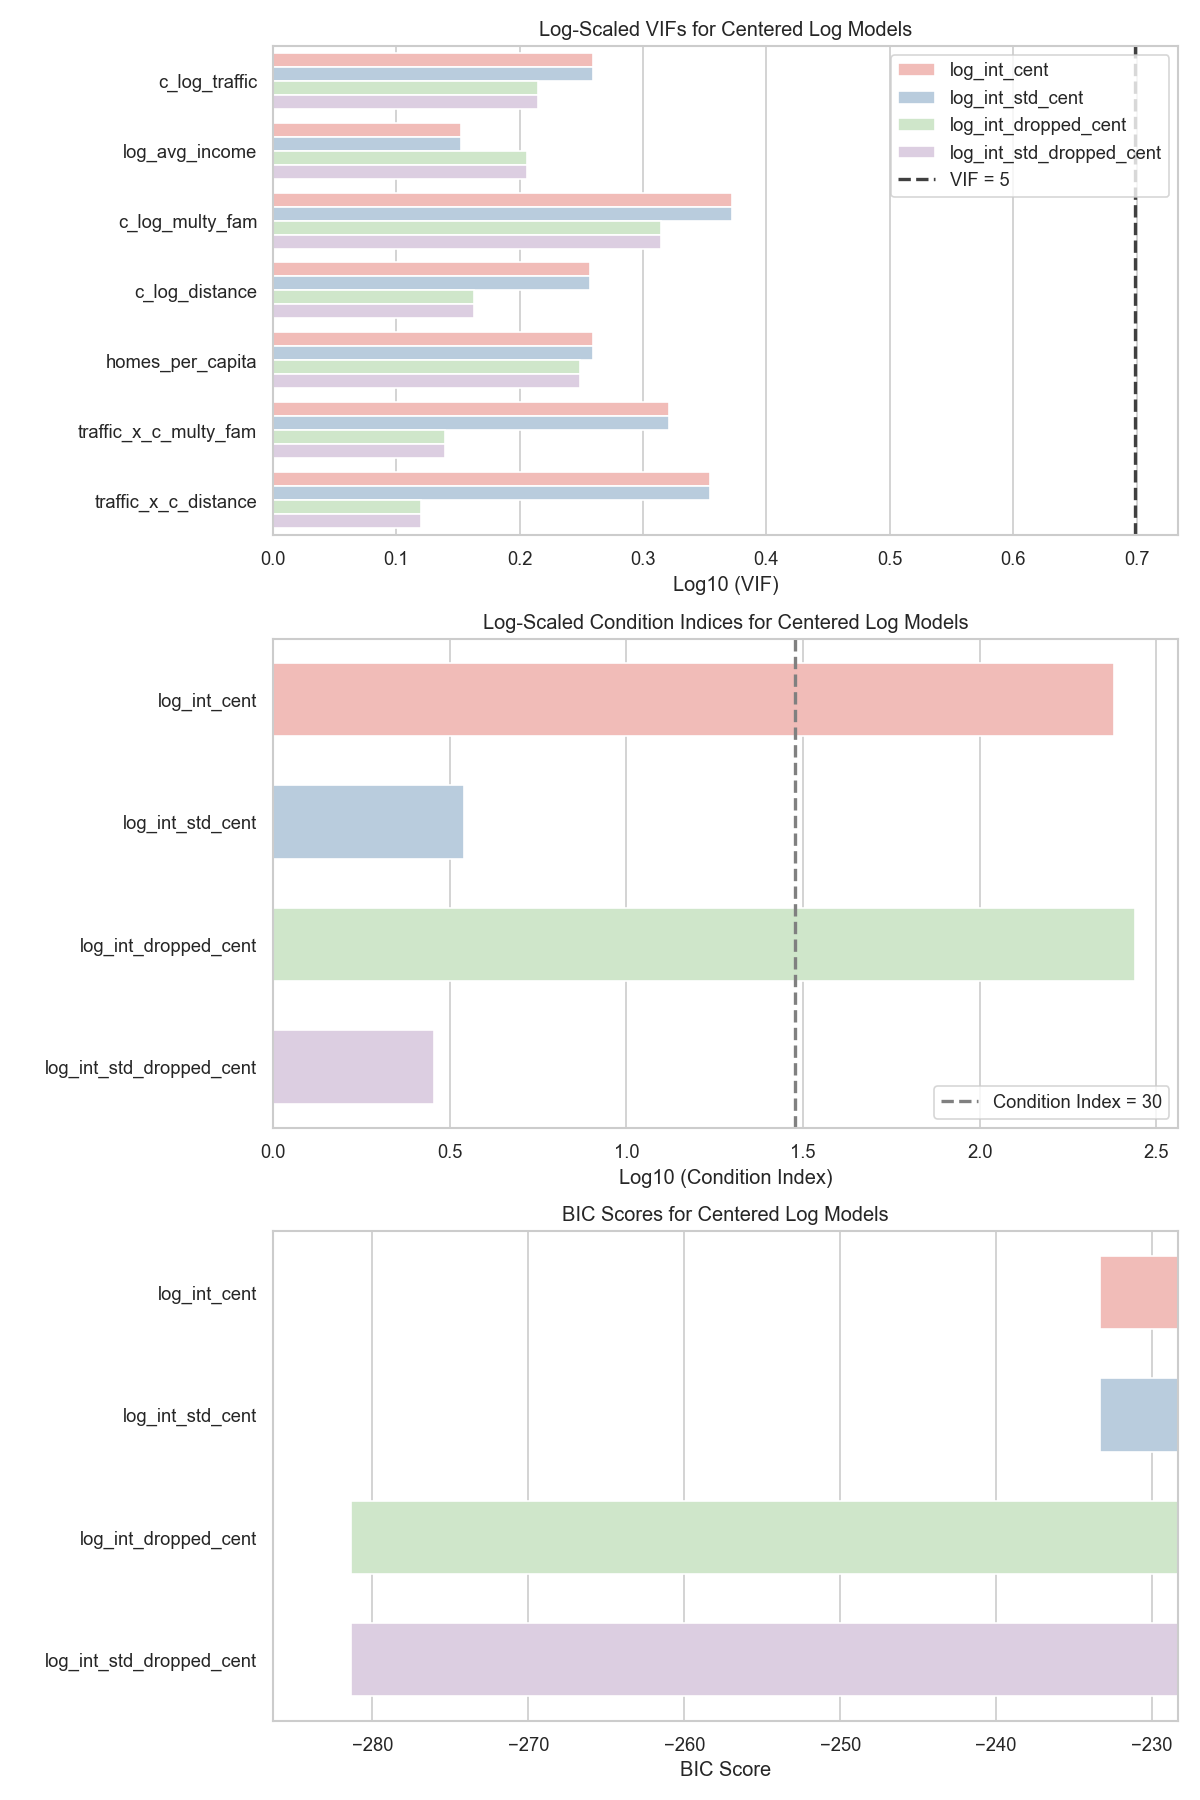 Log-Scaled VIFs for Centered Log Models
c_log_traffic
log_avg_income
c_log_multy_fam
c_log_distance
homes_per_capita
traffic_x_c_multy_fam
traffic_x_c_distance
log_int_cent
log_int_std_cent
log_int_dropped_cent
log_int_std_dropped_cent
VIF = 5
0.0 0.1 0.2 0.3 0.4 0.5 0.6 0.7
Log10 (VIF)
Log-Scaled Condition Indices for Centered Log Models
log_int_cent
log_int_std_cent
log_int_dropped_cent
log_int_std_dropped_cent
Condition Index = 30
0.0 0.5 1.0 1.5 2.0 2.5
Log10 (Condition Index)
BIC Scores for Centered Log Models
log_int_cent
log_int_std_cent
log_int_dropped_cent
log_int_std_dropped_cent
−280 −270 −260 −250 −240 −230
BIC Score